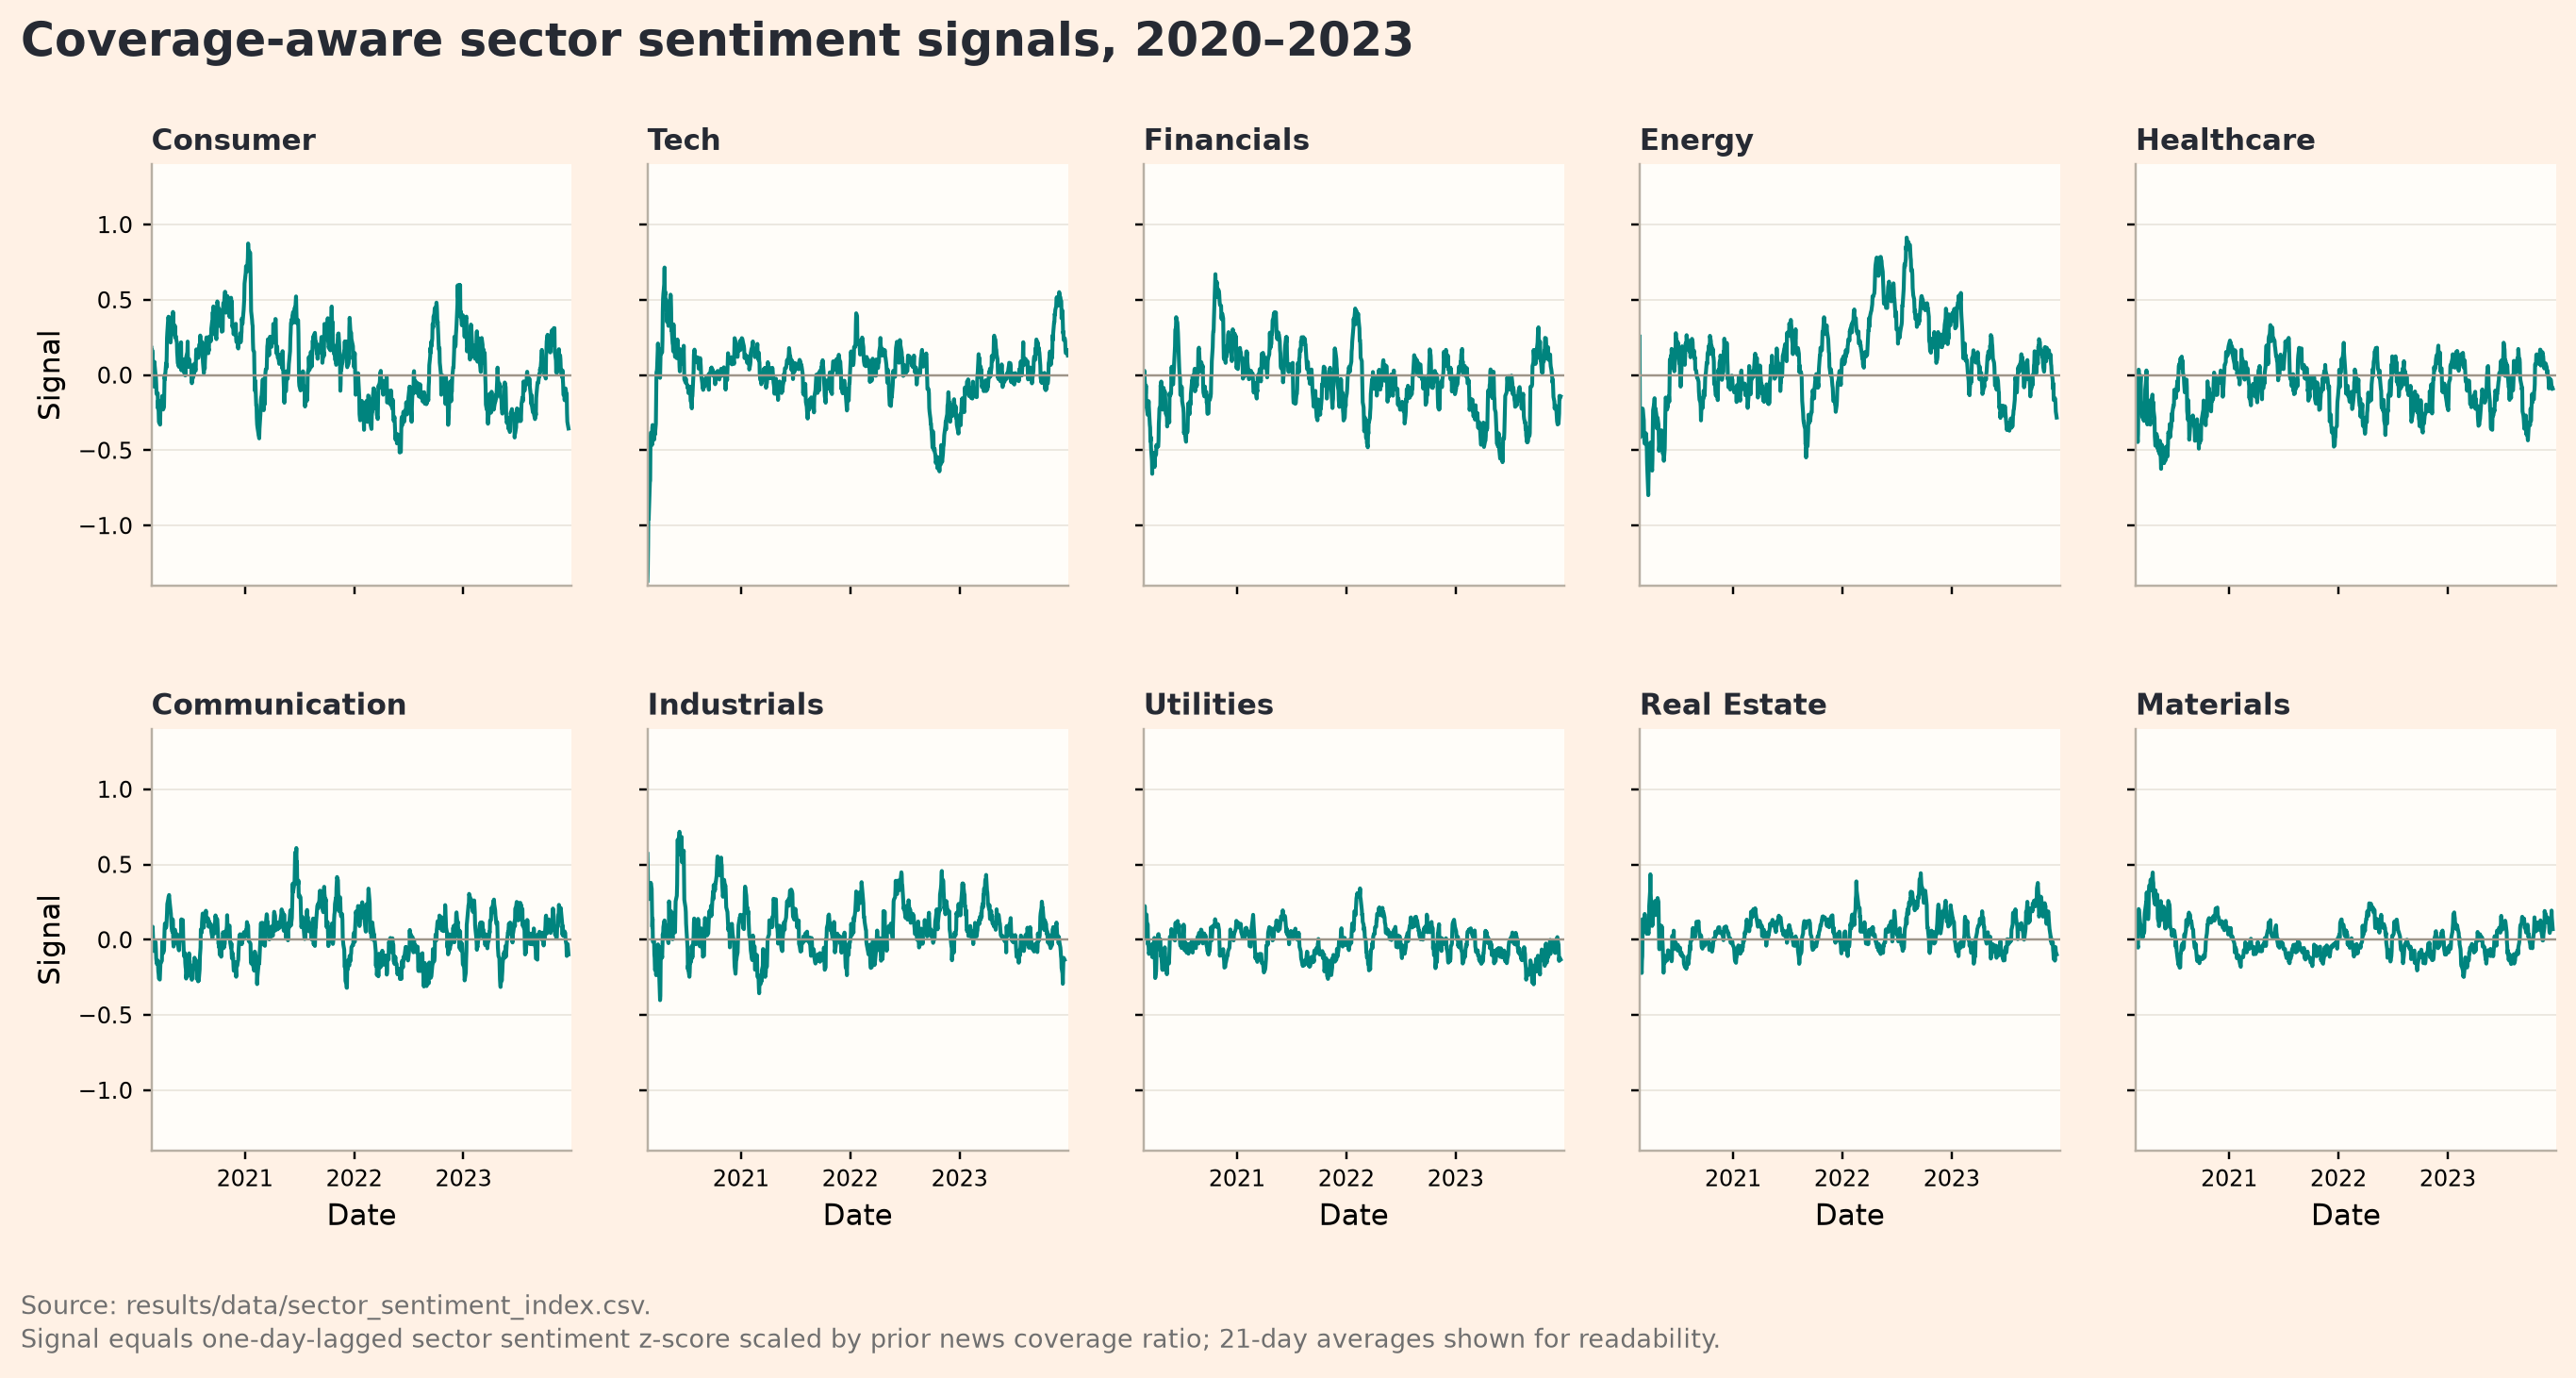 Coverage-aware sector sentiment signals, 2020–2023
Consumer
Tech
Financials
Energy
Healthcare
Signal
1.0
0.5
0.0
−0.5
−1.0
Communication
Industrials
Utilities
Real Estate
Materials
Signal
1.0
0.5
0.0
−0.5
−1.0
2021 2022 2023
2021 2022 2023
2021 2022 2023
2021 2022 2023
2021 2022 2023
Date
Date
Date
Date
Date
Source: results/data/sector_sentiment_index.csv.
Signal equals one-day-lagged sector sentiment z-score scaled by prior news coverage ratio; 21-day averages shown for readability.